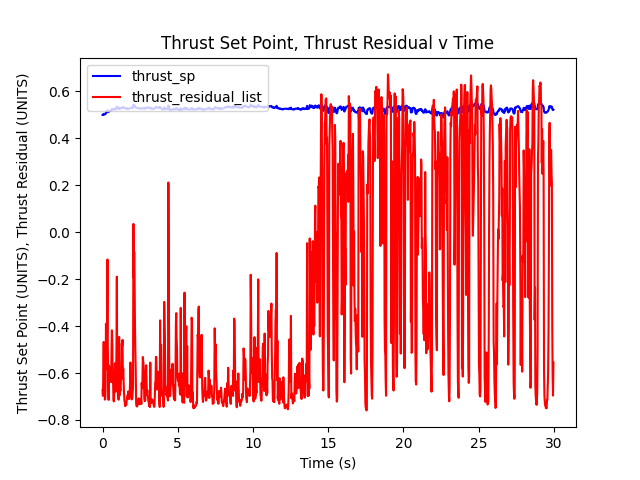 Thrust Set Point, Thrust Residual v Time
thrust_sp
thrust_residual_list
Thrust Set Point (UNITS), Thrust Residual (UNITS)
0.6
0.4
0.2
0.0
−0.2
−0.4
−0.6
−0.8
0 5 10 15 20 25 30
Time (s)